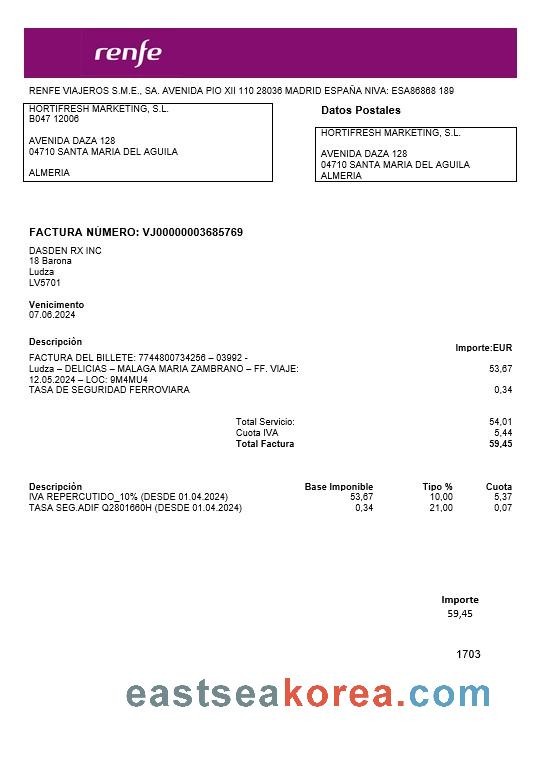 renfe
RENFE VIAJEROS S.M.E., SA. AVENIDA PIO XII 110 28036 MADRID ESPAÑA NIVA: ESA86868 189
HORTIFRESH MARKETING, S.L.
B047 12006
AVENIDA DAZA 128
04710 SANTA MARIA DEL AGUILA
ALMERIA
Datos Postales
HORTIFRESH MARKETING, S.L.
AVENIDA DAZA 128
04710 SANTA MARIA DEL AGUILA
ALMERIA
FACTURA NÚMERO: VJ00000003685769
DASDEN RX INC
18 Barona
Ludza
LV5701
Venicimento
07.06.2024
Descripciòn Importe:EUR
FACTURA DEL BILLETE: 7744800734256 – 03992 -
Ludza – DELICIAS – MALAGA MARIA ZAMBRANO – FF. VIAJE: 53,67
12.05.2024 – LOC: 9M4MU4
TASA DE SEGURIDAD FERROVIARA 0,34
Total Servicio: 54,01
Cuota IVA 5,44
Total Factura 59,45
Descripciòn Base Imponible Tipo % Cuota
IVA REPERCUTIDO_10% (DESDE 01.04.2024) 53,67 10,00 5,37
TASA SEG.ADIF Q2801660H (DESDE 01.04.2024) 0,34 21,00 0,07
Importe
59,45
1703
eastseakorea.com